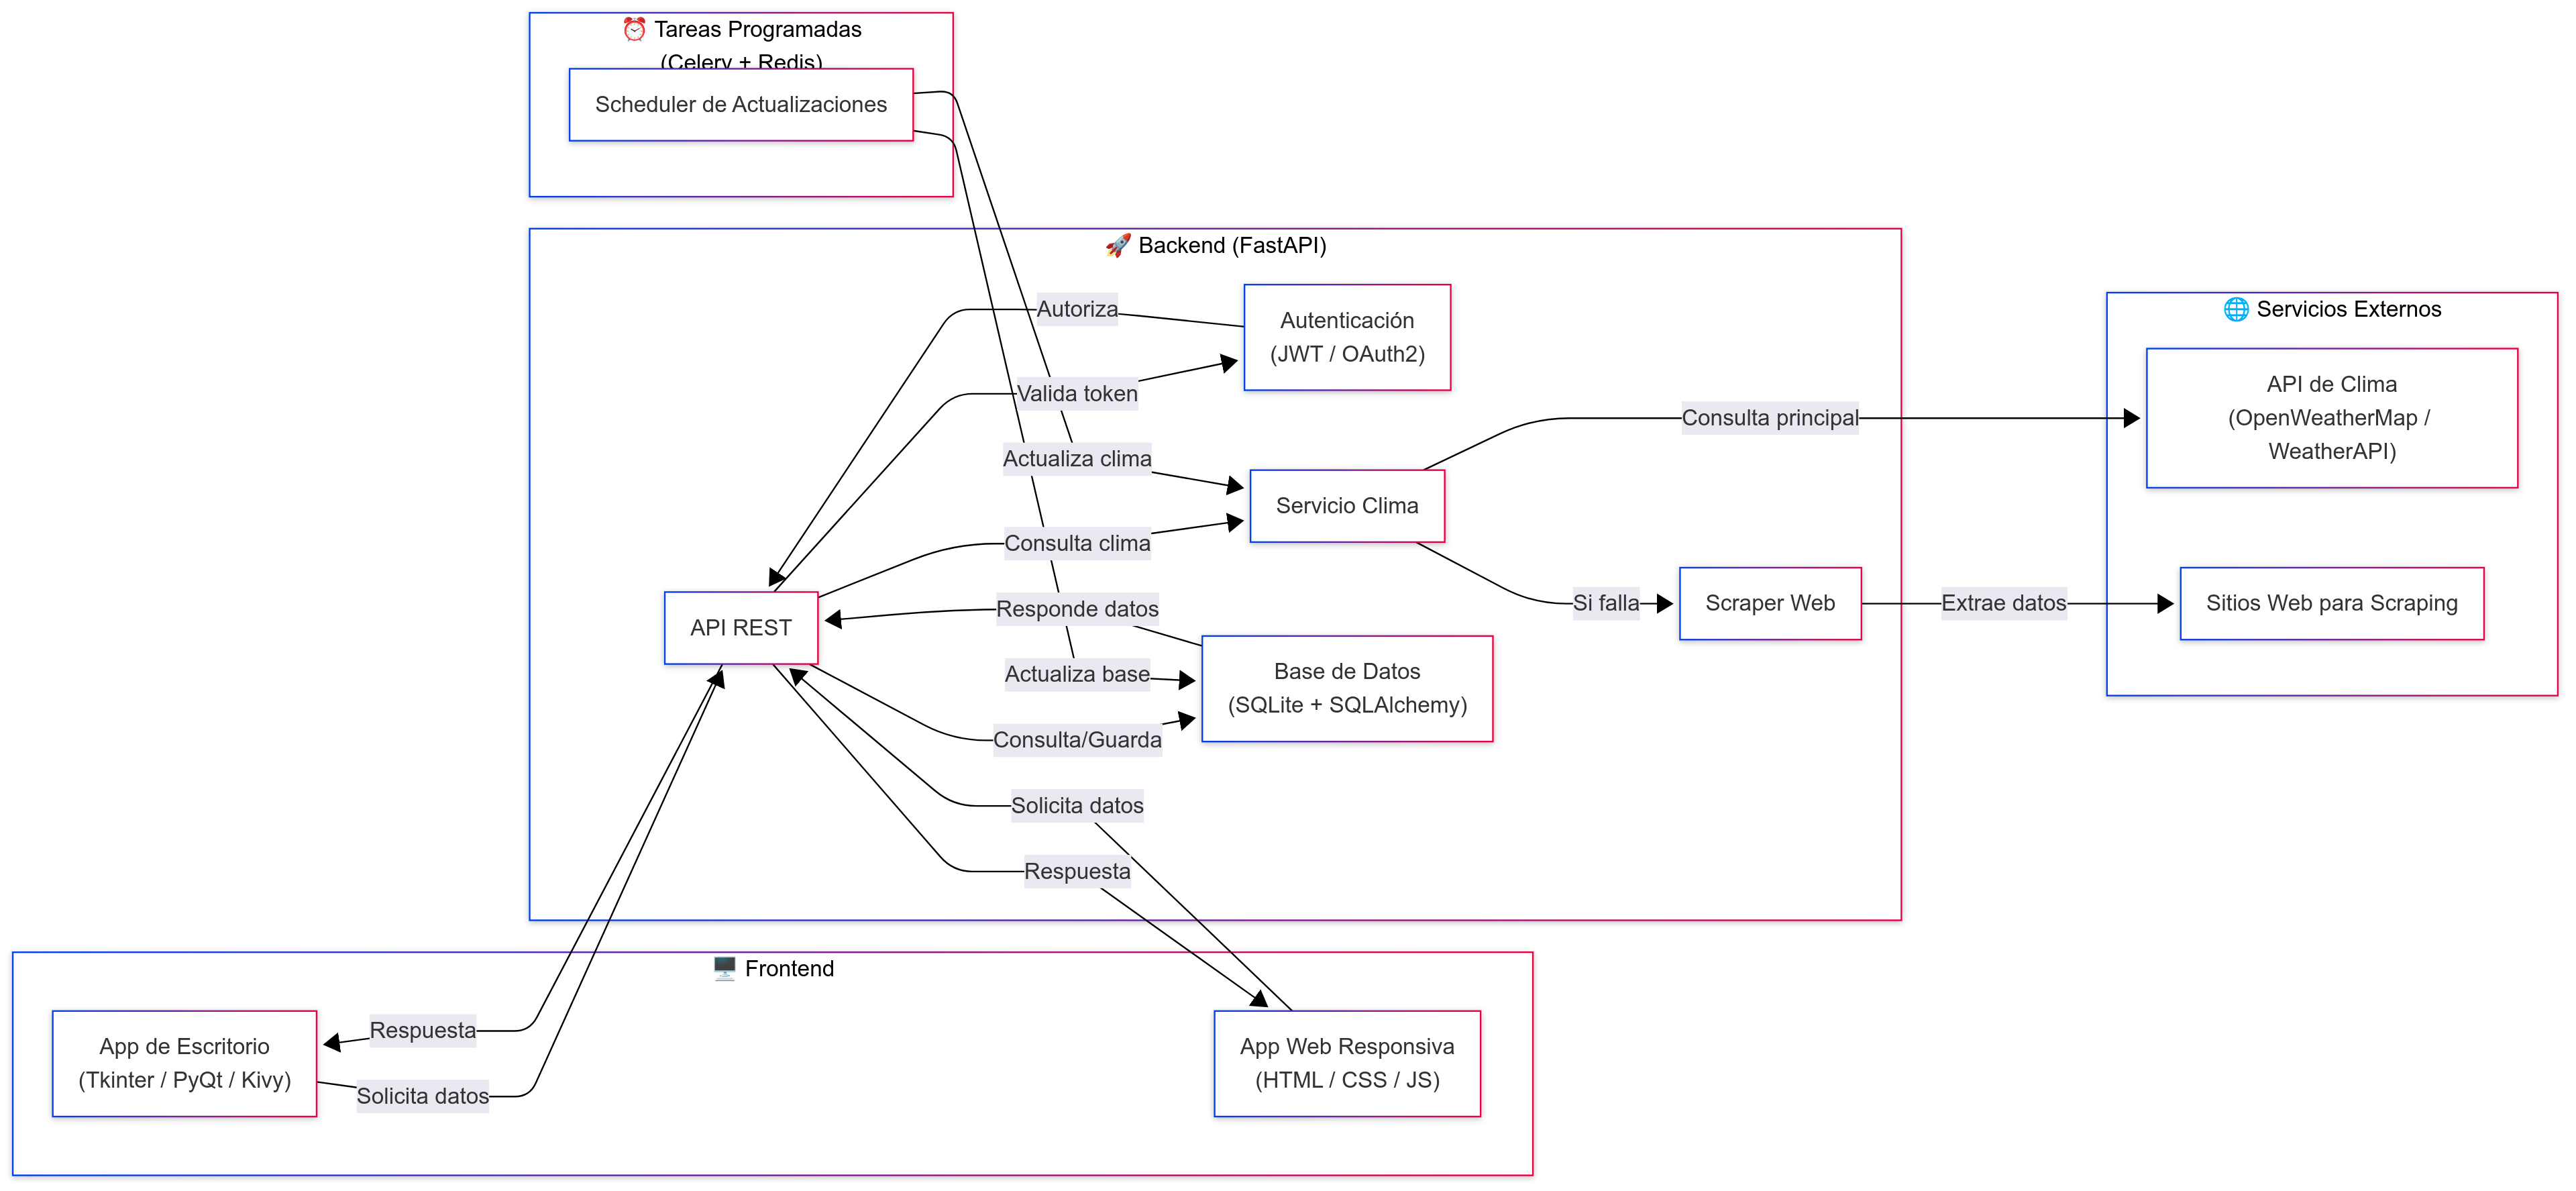 ⏰ Tareas Programadas
(Celery + Redis)
Scheduler de Actualizaciones
🚀 Backend (FastAPI)
Autoriza
Autenticación
(JWT / OAuth2)
Valida token
Actualiza clima
Servicio Clima
Consulta clima
Consulta principal
Si falla
Scraper Web
Extrae datos
API REST
Responde datos
Actualiza base
Base de Datos
(SQLite + SQLAlchemy)
Consulta/Guarda
Solicita datos
Respuesta
🌐 Servicios Externos
API de Clima
(OpenWeatherMap /
WeatherAPI)
Sitios Web para Scraping
🖥️ Frontend
Respuesta
App de Escritorio
(Tkinter / PyQt / Kivy)
Solicita datos
App Web Responsiva
(HTML / CSS / JS)